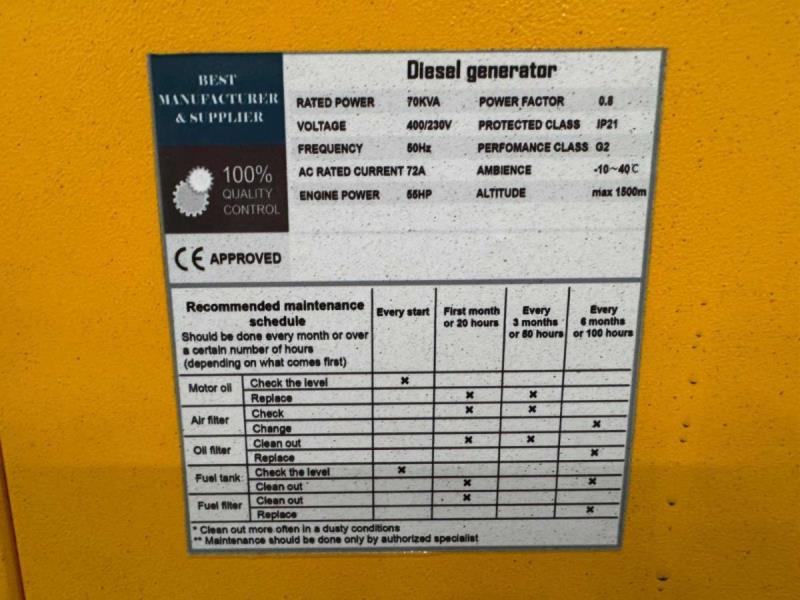 BEST
MANUFACTURER
& SUPPLIER
100%
QUALITY
CONTROL
CE APPROVED
Diesel generator
RATED POWER 70KVA POWER FACTOR 0.8
VOLTAGE 400/230V PROTECTED CLASS IP21
FREQUENCY 50Hz PERFOMANCE CLASS G2
AC RATED CURRENT 72A AMBIENCE -10~40℃
ENGINE POWER 55HP ALTITUDE max 1500m
Recommended maintenance
schedule
Should be done every month or over
a certain number of hours
(depending on what comes first)
Every start
First month
or 20 hours
Every
3 months
or 50 hours
Every
6 months
or 100 hours
Motor oil
Check the level x
Replace x x
Air filter
Check x x
Change x
Oil filter
Clean out x x
Replace x
Fuel tank
Check the level x
Clean out x x
Fuel filter
Clean out x
Replace x
* Clean out more often in a dusty conditions
** Maintenance should be done only by authorized specialist